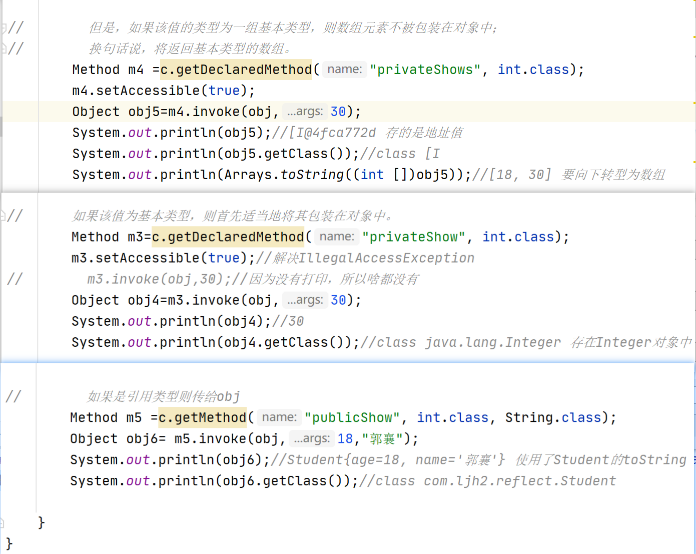 //        但是，如果该值的类型为一组基本类型，则数组元素不被包装在对象中；
//        换句话说，将返回基本类型的数组。
Method m4 =c.getDeclaredMethod( name: "privateShows", int.class);
m4.setAccessible(true);
Object obj5=m4.invoke(obj, ...args: 30);
System.out.println(obj5);//[I@4fca772d 存的是地址值
System.out.println(obj5.getClass());//class [I
System.out.println(Arrays.toString((int [])obj5));//[18, 30] 要向下转型为数组
//      如果该值为基本类型，则首先适当地将其包装在对象中。
Method m3=c.getDeclaredMethod( name: "privateShow", int.class);
m3.setAccessible(true);//解决IllegalAccessException
//        m3.invoke(obj,30);//因为没有打印，所以啥都没有
Object obj4=m3.invoke(obj, ...args: 30);
System.out.println(obj4);//30
System.out.println(obj4.getClass());//class java.lang.Integer 存在Integer对象中
//        如果是引用类型则传给obj
Method m5 =c.getMethod( name: "publicShow", int.class, String.class);
Object obj6= m5.invoke(obj, ...args: 18,"郭襄");
System.out.println(obj6);//Student{age=18, name='郭襄'} 使用了Student的toString
System.out.println(obj6.getClass());//class com.ljh2.reflect.Student
}
}